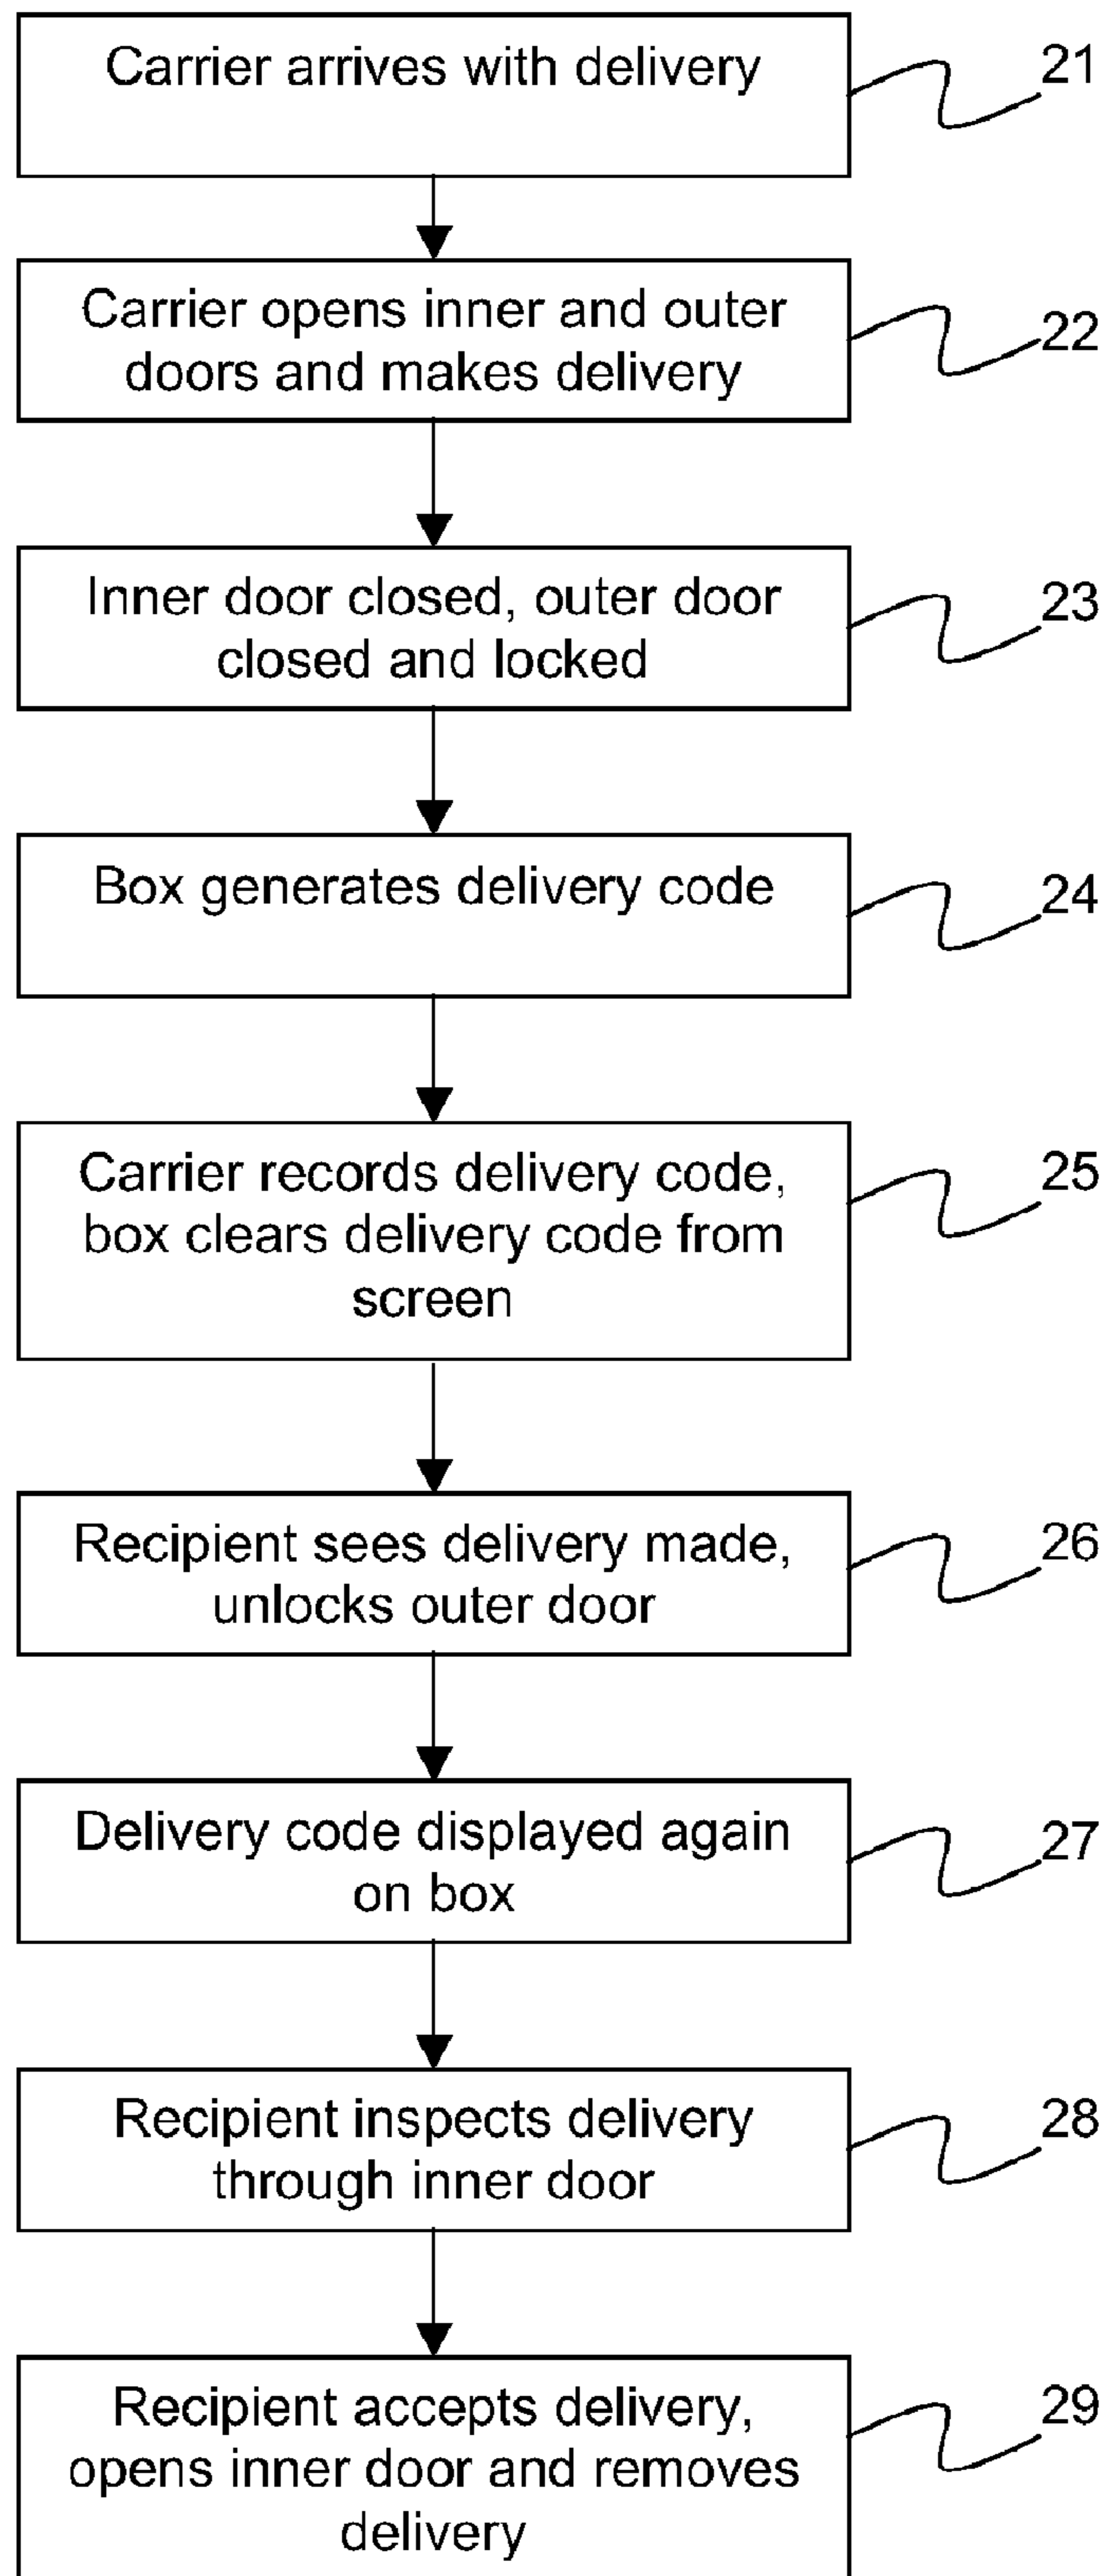 Carrier arrives with delivery
21
Carrier opens inner and outer
doors and makes delivery
22
Inner door closed, outer door
closed and locked
23
Box generates delivery code
24
Carrier records delivery code,
box clears delivery code from
screen
25
Recipient sees delivery made,
unlocks outer door
26
Delivery code displayed again
on box
27
Recipient inspects delivery
through inner door
28
Recipient accepts delivery,
opens inner door and removes
delivery
29